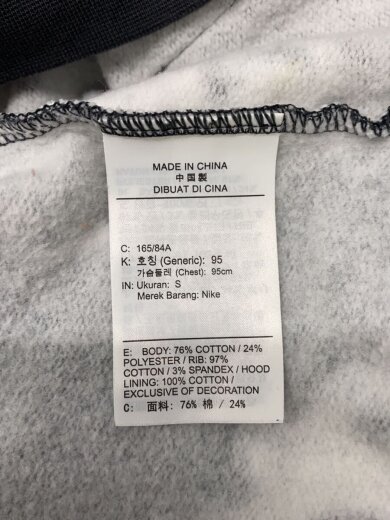 MADE IN CHINA
中国製
DIBUAT DI CINA
C: 165/84A
K: 호칭 (Generic): 95
가슴둘레 (Chest): 95cm
IN: Ukuran: S
Merek Barang: Nike
E: BODY: 76% COTTON / 24%
POLYESTER / RIB: 97%
COTTON / 3% SPANDEX / HOOD
LINING: 100% COTTON /
EXCLUSIVE OF DECORATION
C: 面料: 76% 棉 / 24%